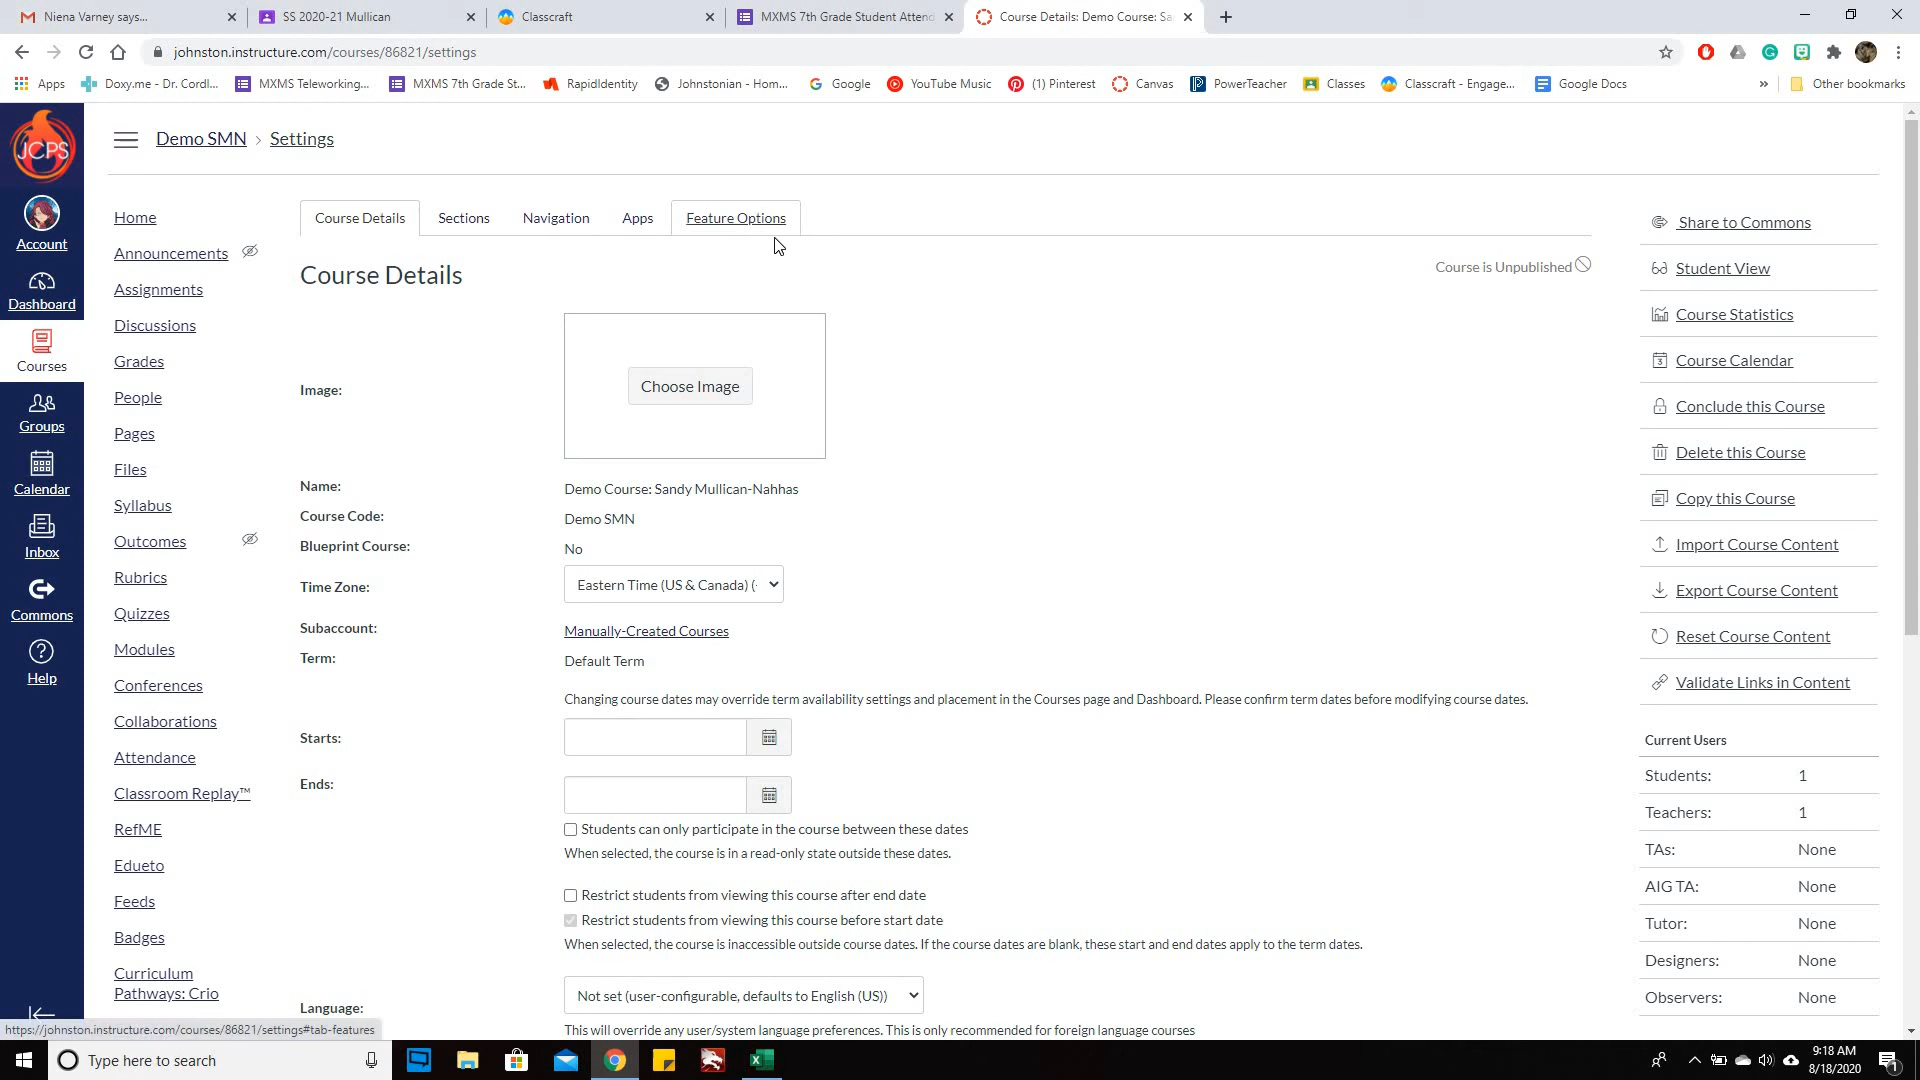 Niena Varney says...
SS 2020-21 Mullican
Classcraft
MXMS 7th Grade Student Attend
Course Details: Demo Course: Sa
johnston.instructure.com/courses/86821/settings
Apps
Doxy.me - Dr. Cordl...
MXMS Teleworking...
MXMS 7th Grade St...
RapidIdentity
Johnstonian - Hom...
Google
YouTube Music
(1) Pinterest
Canvas
PowerTeacher
Classes
Classcraft - Engage...
Google Docs
»
Other bookmarks
JCPS
Account
Dashboard
Courses
Groups
Calendar
Inbox
Commons
Help
Demo SMN > Settings
Home
Announcements
Assignments
Discussions
Grades
People
Pages
Files
Syllabus
Outcomes
Rubrics
Quizzes
Modules
Conferences
Collaborations
Attendance
Classroom Replay™
RefME
Edueto
Feeds
Badges
Curriculum
Pathways: Crio
Course Details
Sections
Navigation
Apps
Feature Options
Course Details
Course is Unpublished
Image:
Choose Image
Name:
Demo Course: Sandy Mullican-Nahhas
Course Code:
Demo SMN
Blueprint Course:
No
Time Zone:
Eastern Time (US & Canada) (-
Subaccount:
Manually-Created Courses
Term:
Default Term
Changing course dates may override term availability settings and placement in the Courses page and Dashboard. Please confirm term dates before modifying course dates.
Starts:
Ends:
Students can only participate in the course between these dates
When selected, the course is in a read-only state outside these dates.
Restrict students from viewing this course after end date
Restrict students from viewing this course before start date
When selected, the course is inaccessible outside course dates. If the course dates are blank, these start and end dates apply to the term dates.
Language:
Not set (user-configurable, defaults to English (US))
This will override any user/system language preferences. This is only recommended for foreign language courses
Share to Commons
Student View
Course Statistics
Course Calendar
Conclude this Course
Delete this Course
Copy this Course
Import Course Content
Export Course Content
Reset Course Content
Validate Links in Content
Current Users
Students: 1
Teachers: 1
TAs: None
AIG TA: None
Tutor: None
Designers: None
Observers: None
https://johnston.instructure.com/courses/86821/settings#tab-features
Type here to search
9:18 AM
8/18/2020
1